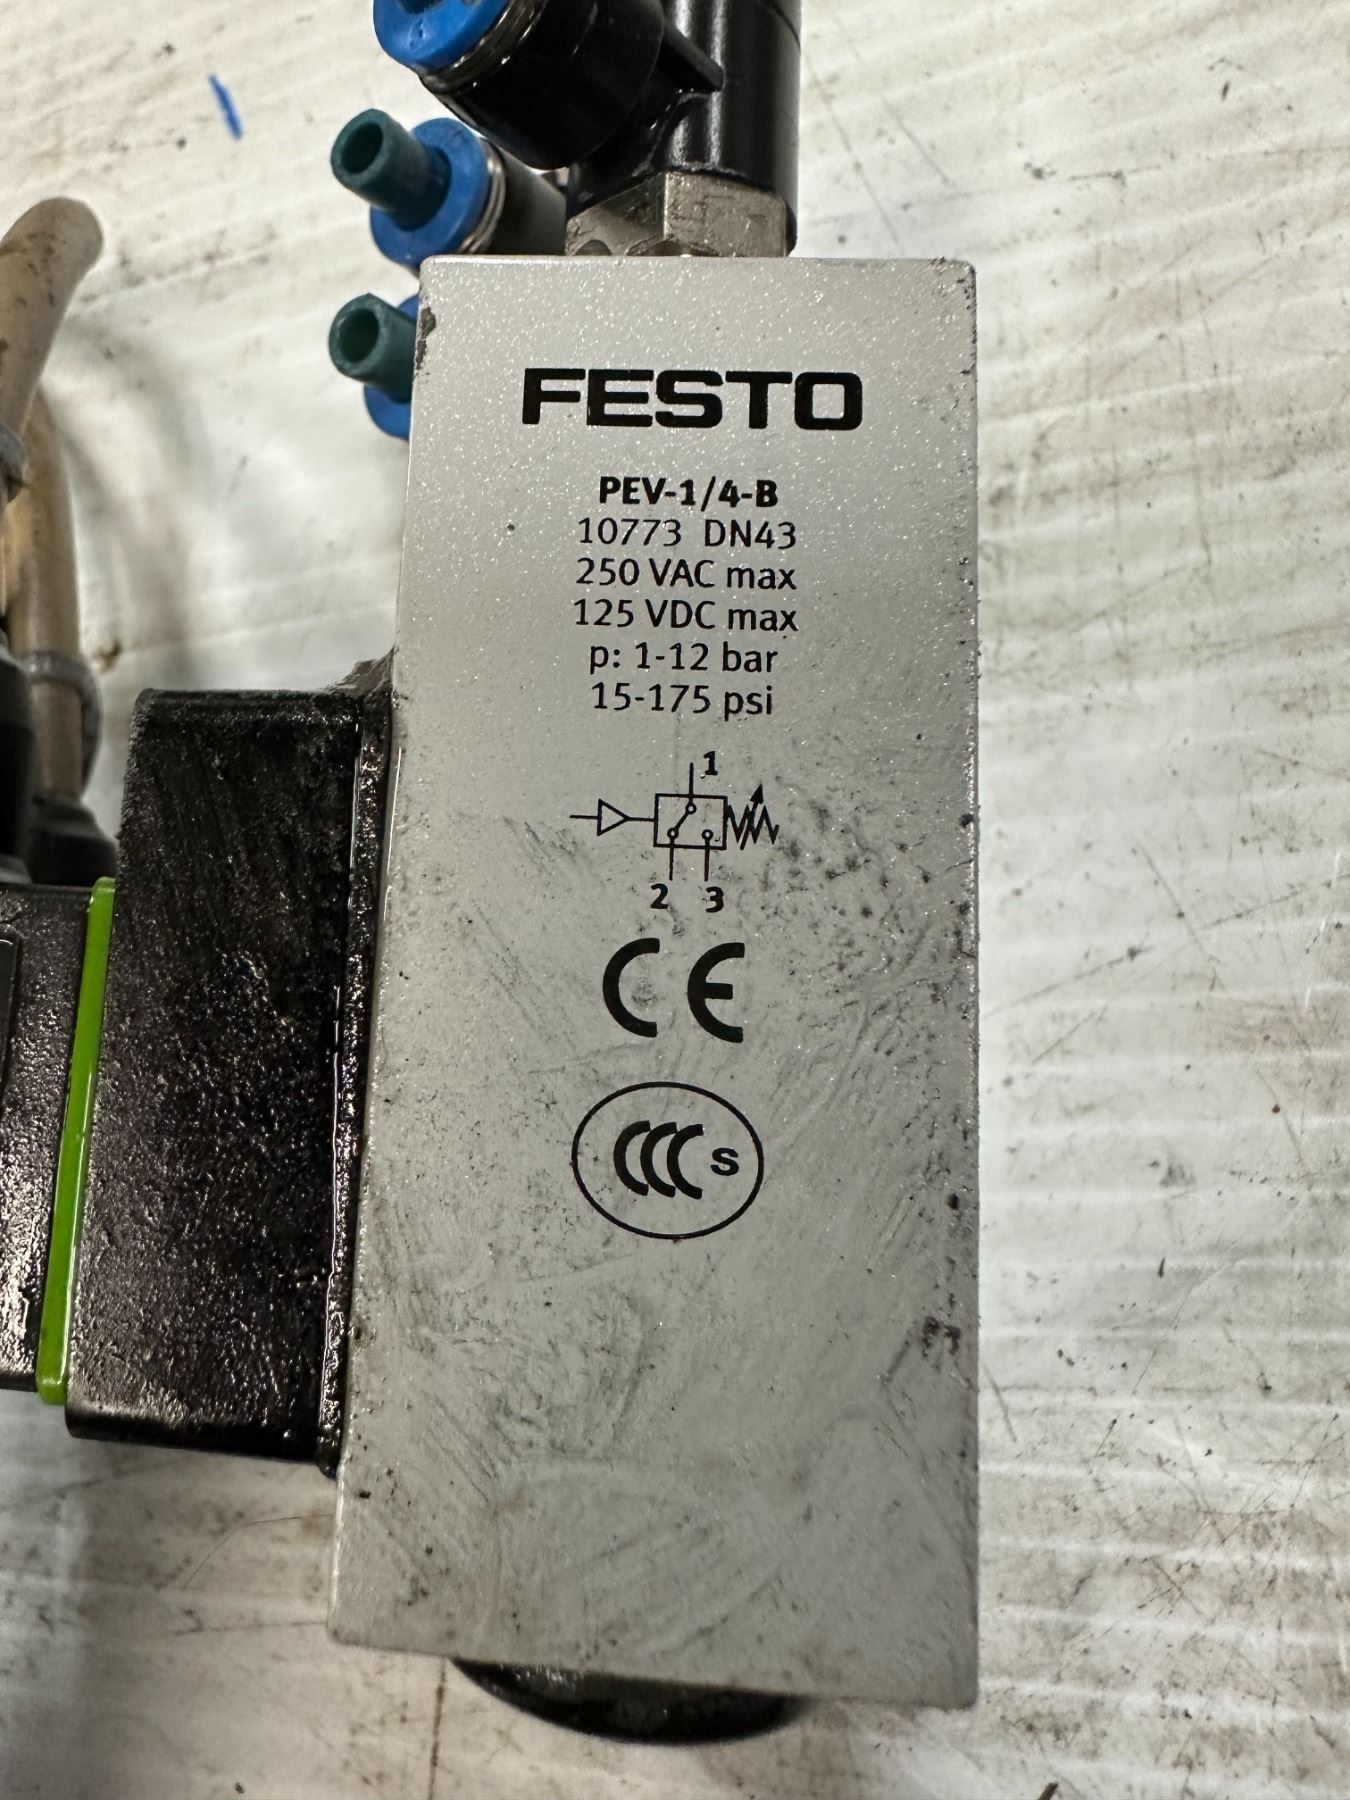 FESTO
PEV-1/4-B
10773 DN43
250 VAC max
125 VDC max
p: 1-12 bar
15-175 psi
1
2 3
CE
CCC S